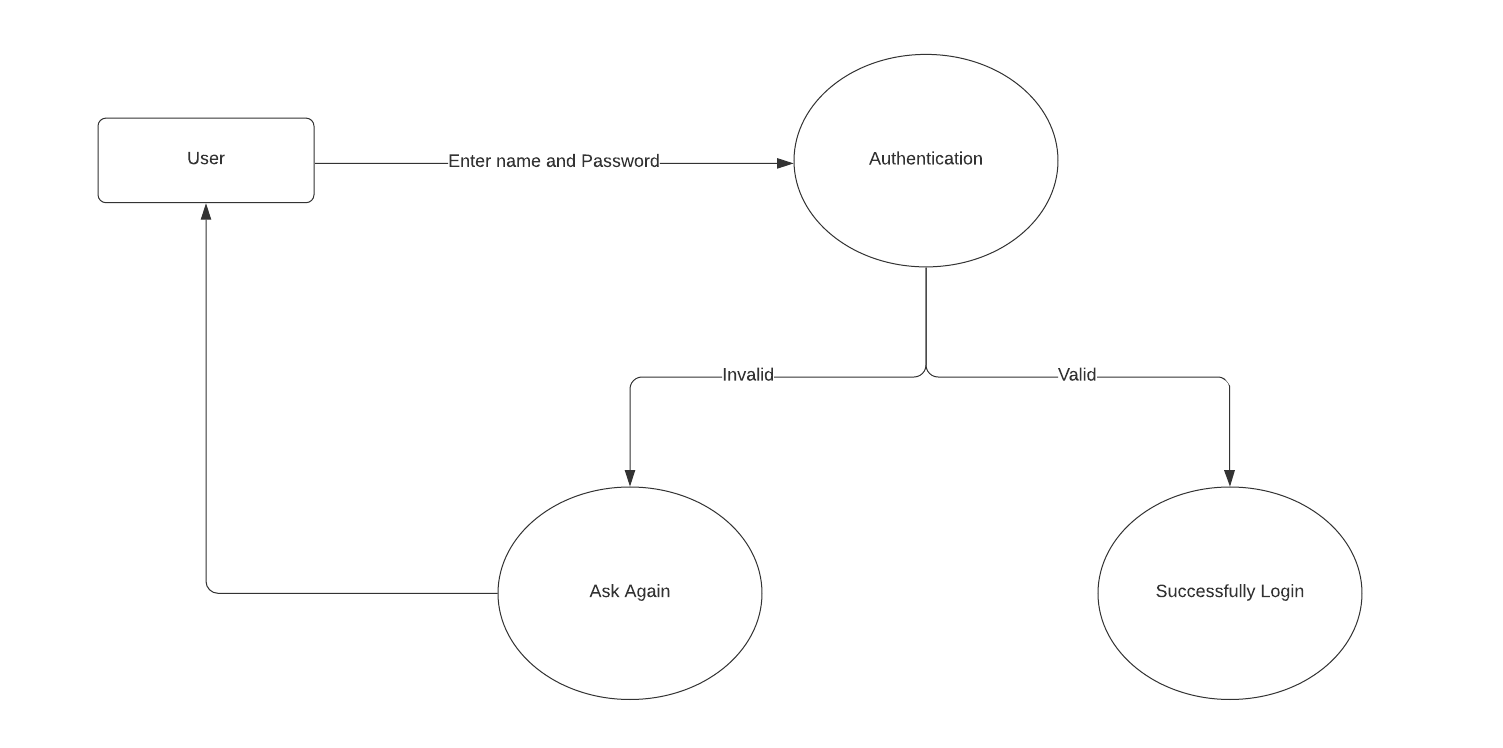 User
Enter name and Password
Authentication
Invalid
Valid
Ask Again
Successfully Login